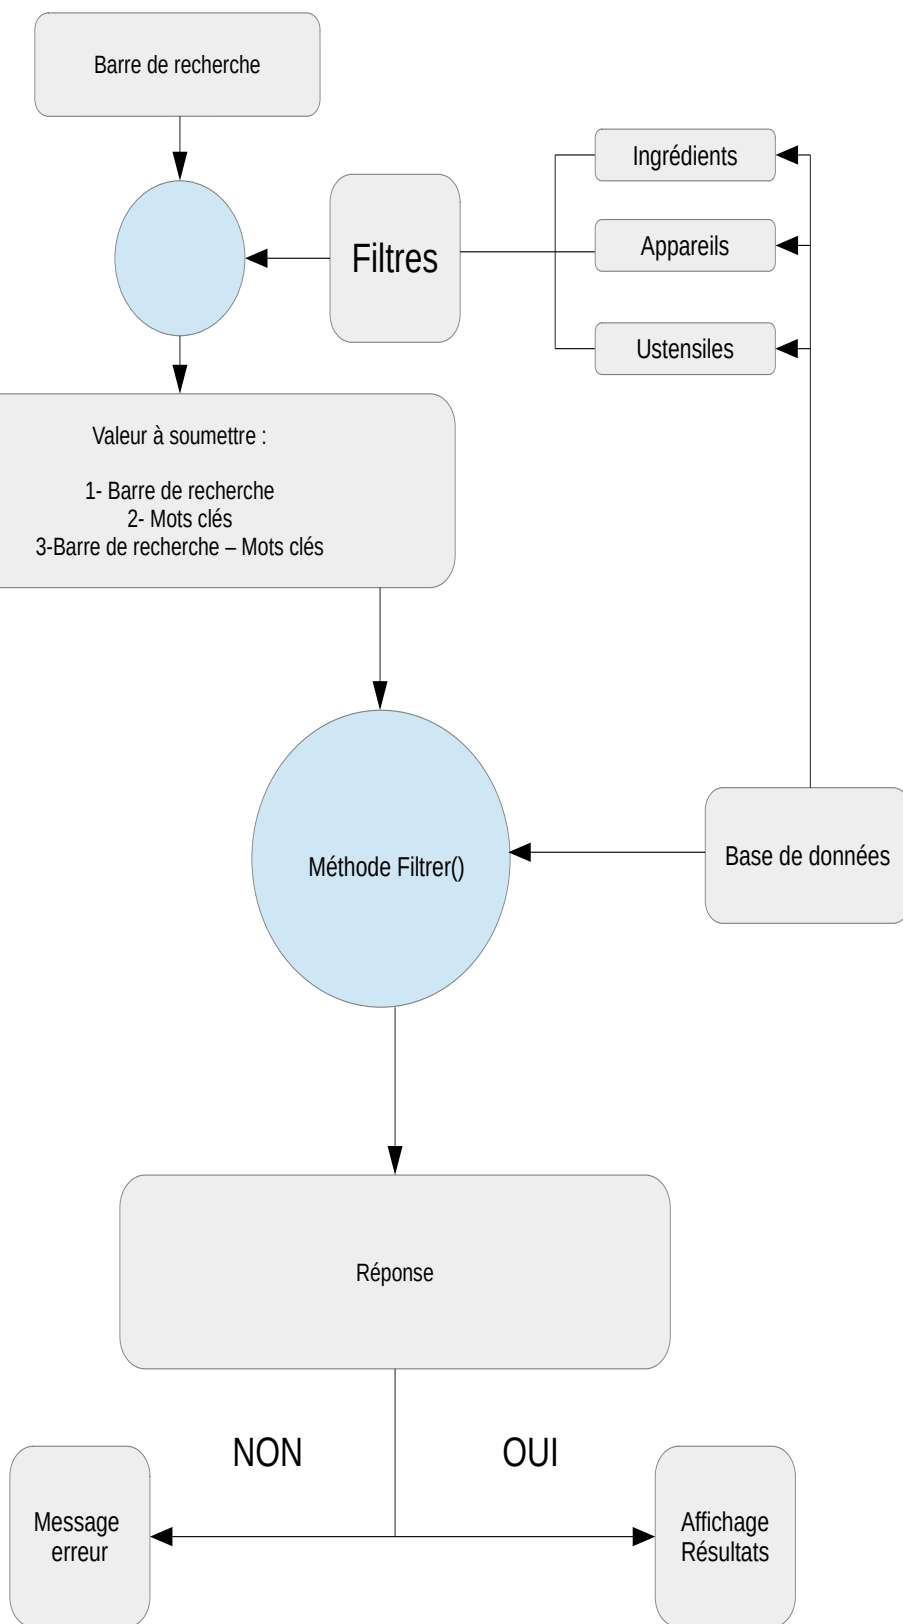 Barre de recherche
Ingrédients
Filtres
Appareils
Ustensiles
Valeur à soumettre :
1- Barre de recherche
2- Mots clés
3-Barre de recherche – Mots clés
Méthode Filtrer()
Base de données
Réponse
NON
OUI
Message
erreur
Affichage
Résultats